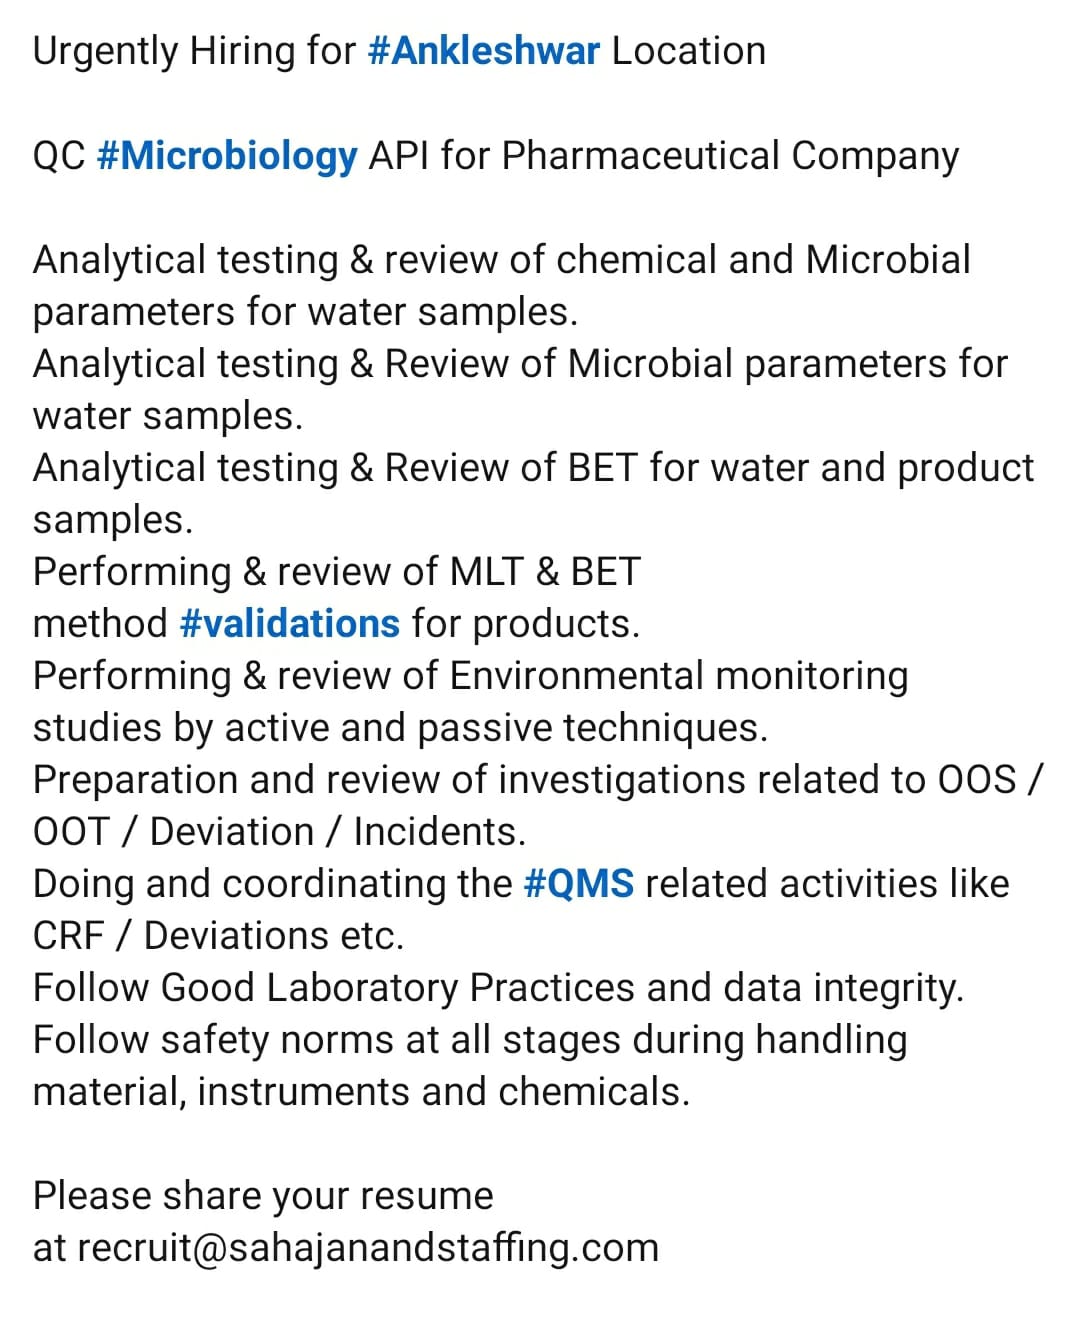 Urgently Hiring for #Ankleshwar Location
QC #Microbiology API for Pharmaceutical Company
Analytical testing & review of chemical and Microbial
parameters for water samples.
Analytical testing & Review of Microbial parameters for
water samples.
Analytical testing & Review of BET for water and product
samples.
Performing & review of MLT & BET
method #validations for products.
Performing & review of Environmental monitoring
studies by active and passive techniques.
Preparation and review of investigations related to OOS /
OOT / Deviation / Incidents.
Doing and coordinating the #QMS related activities like
CRF / Deviations etc.
Follow Good Laboratory Practices and data integrity.
Follow safety norms at all stages during handling
material, instruments and chemicals.
Please share your resume
at recruit@sahajanandstaffing.com